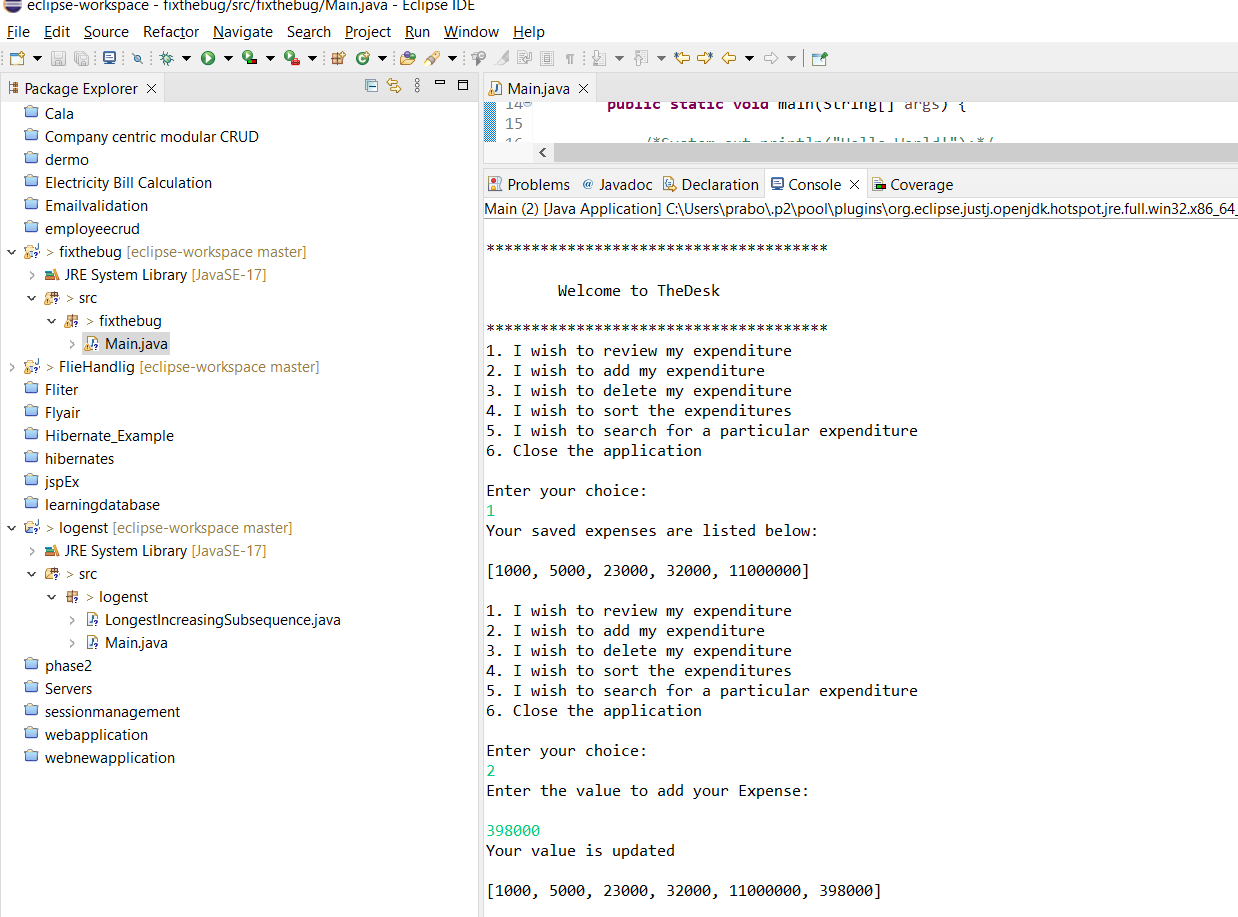 eclipse-workspace - fixthebug/src/fixthebug/Main.java - Eclipse IDE
File Edit Source Refactor Navigate Search Project Run Window Help
Package Explorer
Cala
Company centric modular CRUD
dermo
Electricity Bill Calculation
Emailvalidation
employeecrud
> fixthebug [eclipse-workspace master]
JRE System Library [JavaSE-17]
> src
> fixthebug
Main.java
> FlieHandlig [eclipse-workspace master]
Fliter
Flyair
Hibernate_Example
hibernates
jspEx
learningdatabase
> logenst [eclipse-workspace master]
JRE System Library [JavaSE-17]
> src
> logenst
LongestIncreasingSubsequence.java
Main.java
phase2
Servers
sessionmanagement
webapplication
webnewapplication
Main.java
14 public static void main(String[] args) {
15
16 /*System.out.println("Hello World!");*/
Problems @ Javadoc Declaration Console Coverage
Main (2) [Java Application] C:\Users\prabo\.p2\pool\plugins\org.eclipse.justj.openjdk.hotspot.jre.full.win32.x86_64_
**************************************
Welcome to TheDesk
**************************************
1. I wish to review my expenditure
2. I wish to add my expenditure
3. I wish to delete my expenditure
4. I wish to sort the expenditures
5. I wish to search for a particular expenditure
6. Close the application
Enter your choice:
1
Your saved expenses are listed below:
[1000, 5000, 23000, 32000, 11000000]
1. I wish to review my expenditure
2. I wish to add my expenditure
3. I wish to delete my expenditure
4. I wish to sort the expenditures
5. I wish to search for a particular expenditure
6. Close the application
Enter your choice:
2
Enter the value to add your Expense:
398000
Your value is updated
[1000, 5000, 23000, 32000, 11000000, 398000]